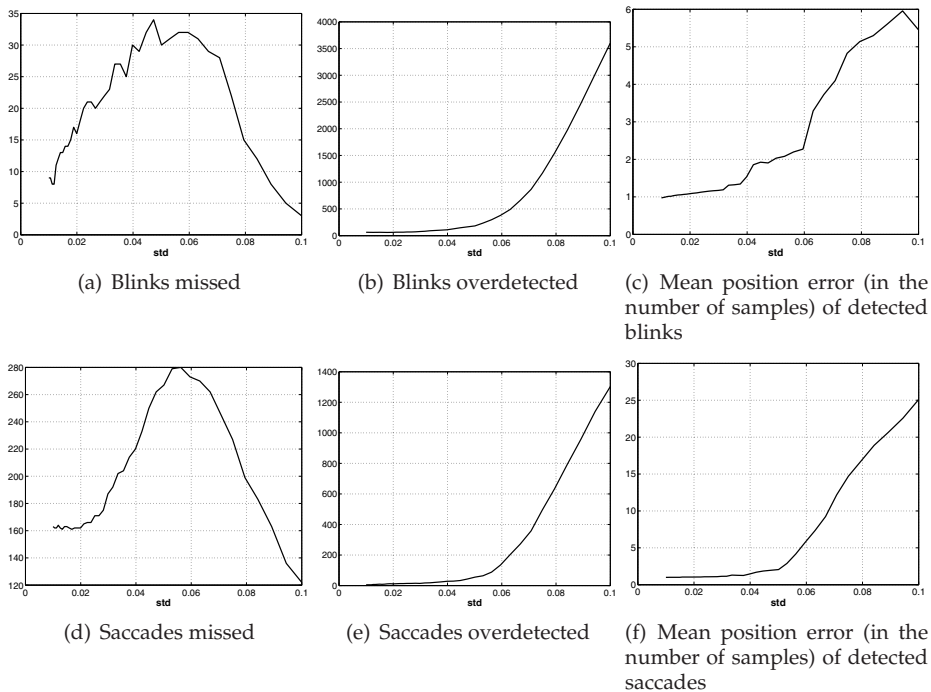 35
30
25
20
15
10
5
0
0 0.02 0.04 0.06 0.08 0.1
std
(a) Blinks missed
4000
3500
3000
2500
2000
1500
1000
500
0
0 0.02 0.04 0.06 0.08 0.1
std
(b) Blinks overdetected
6
5
4
3
2
1
0
0 0.02 0.04 0.06 0.08 0.1
std
(c) Mean position error (in the
number of samples) of detected
blinks
280
260
240
220
200
180
160
140
120
0 0.02 0.04 0.06 0.08 0.1
std
(d) Saccades missed
1400
1200
1000
800
600
400
200
0
0 0.02 0.04 0.06 0.08 0.1
std
(e) Saccades overdetected
30
25
20
15
10
5
0
0 0.02 0.04 0.06 0.08 0.1
std
(f) Mean position error (in the
number of samples) of detected
saccades